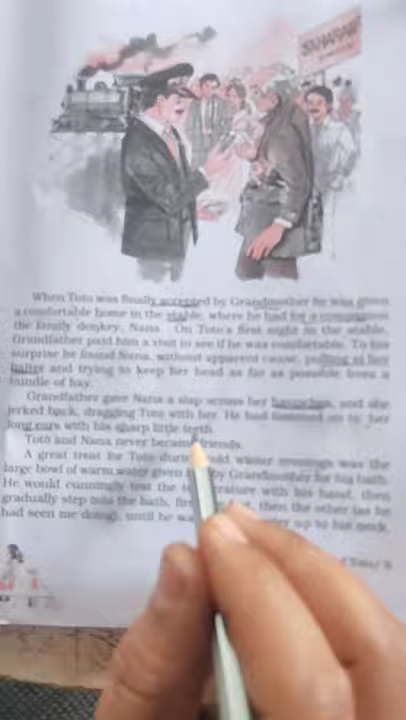 SAHARAN
When Toto was finally accepted by Grandmother he was given
a comfortable home in the stable, where he had for a companion
the family donkey, Nana. On Toto's first night in the stable,
Grandfather paid him a visit to see if he was comfortable. To his
surprise he found Nana, without apparent cause, pulling at her
halter and trying to keep her head as far as possible from a
bundle of hay.
Grandfather gave Nana a slap across her haunches, and she
jerked back, dragging Toto with her. He had fastened on to her
long ears with his sharp little teeth.
Toto and Nana never became friends.
A great treat for Toto during cold winter evenings was the
large bowl of warm water given by Grandmother for his bath.
He would cunningly test the temperature with his hand, then
gradually step into the bath, first then the other (as he
had seen me doing), until he was up to his neck.
Toto/ 9